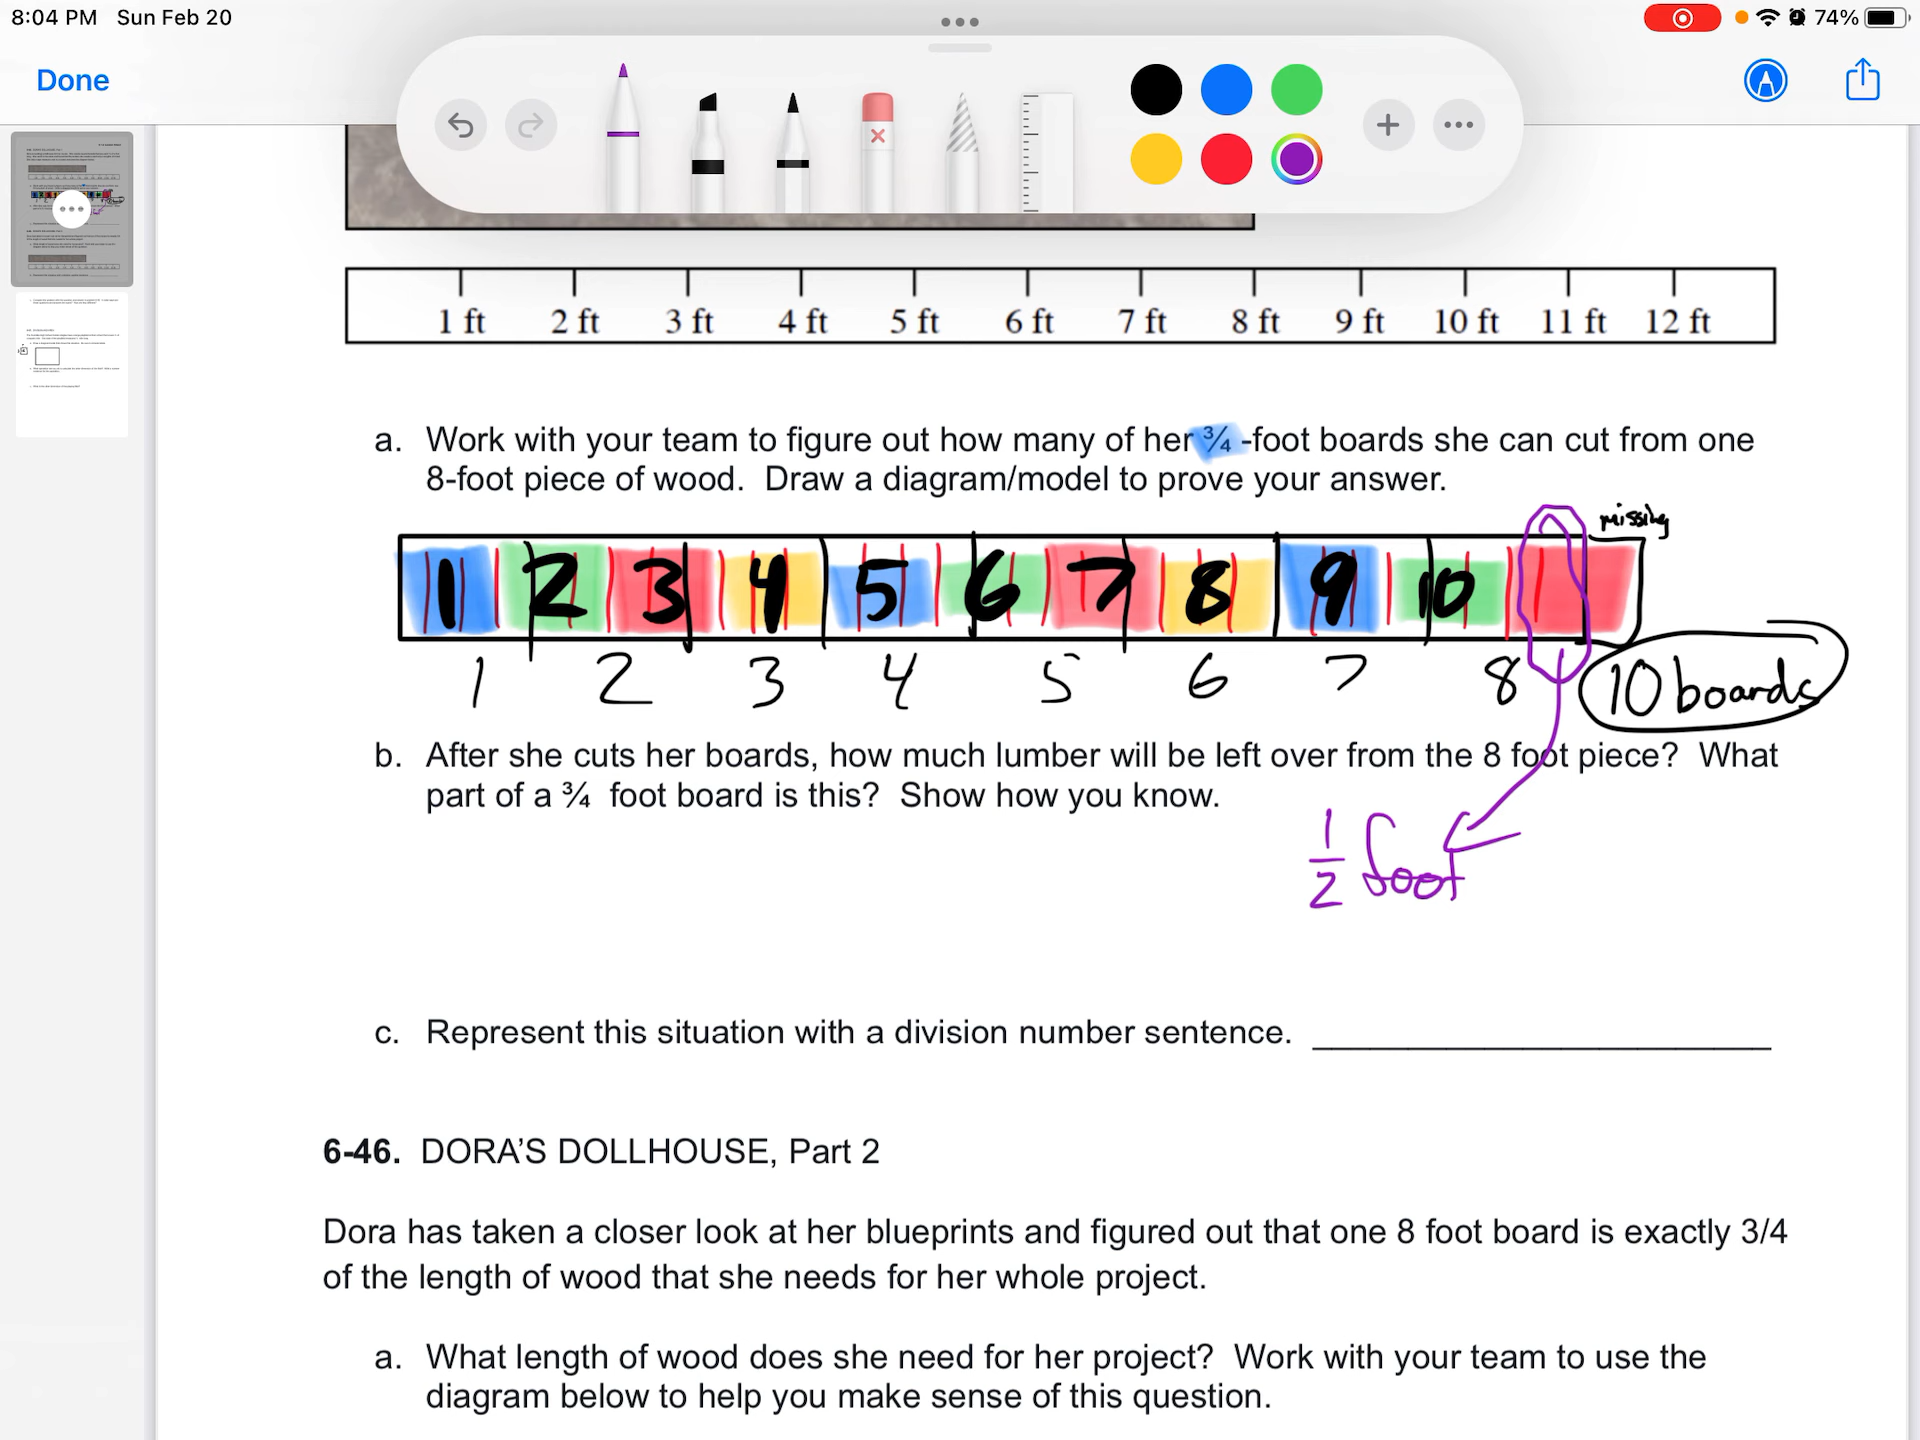 8:04 PM Sun Feb 20
74%
Done
1 ft 2 ft 3 ft 4 ft 5 ft 6 ft 7 ft 8 ft 9 ft 10 ft 11 ft 12 ft
a. Work with your team to figure out how many of her ¾ -foot boards she can cut from one
8-foot piece of wood. Draw a diagram/model to prove your answer.
missing
1 2 3 4 5 6 7 8 9 10
1 2 3 4 5 6 7 8
10 boards
b. After she cuts her boards, how much lumber will be left over from the 8 foot piece? What
part of a ¾ foot board is this? Show how you know.
1/2 foot
c. Represent this situation with a division number sentence. ________________________
6-46. DORA'S DOLLHOUSE, Part 2
Dora has taken a closer look at her blueprints and figured out that one 8 foot board is exactly 3/4
of the length of wood that she needs for her whole project.
a. What length of wood does she need for her project? Work with your team to use the
diagram below to help you make sense of this question.